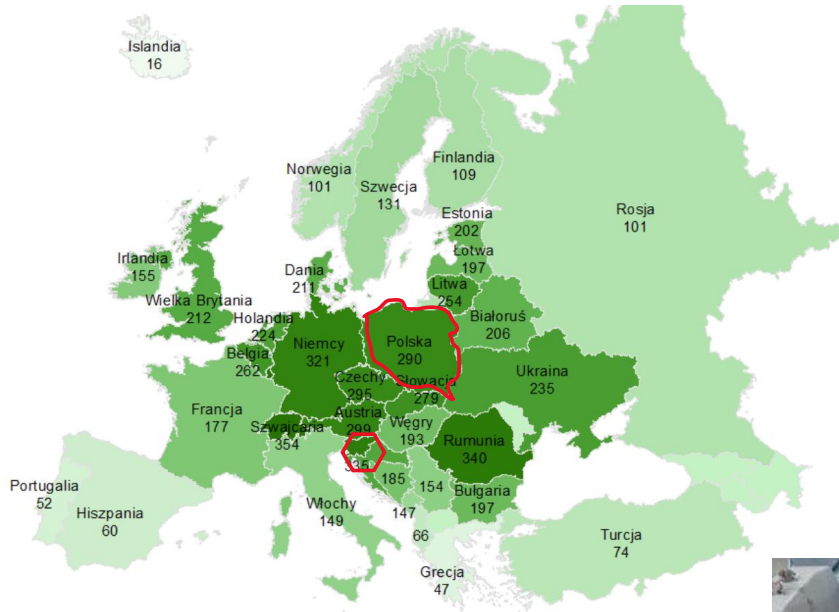 Islandia
16
Norwegia
101
Szwecja
131
Finlandia
109
Rosja
101
Estonia
202
Łotwa
197
Litwa
254
Białoruś
206
Irlandia
155
Wielka Brytania
212
Dania
211
Holandia
224
Belgia
262
Niemcy
321
Polska
290
Czechy
295
Słowacja
279
Ukraina
235
Francja
177
Szwajcaria
354
Austria
299
Węgry
193
Rumunia
340
335
185
154
Bułgaria
197
147
66
Portugalia
52
Hiszpania
60
Włochy
149
Grecja
47
Turcja
74